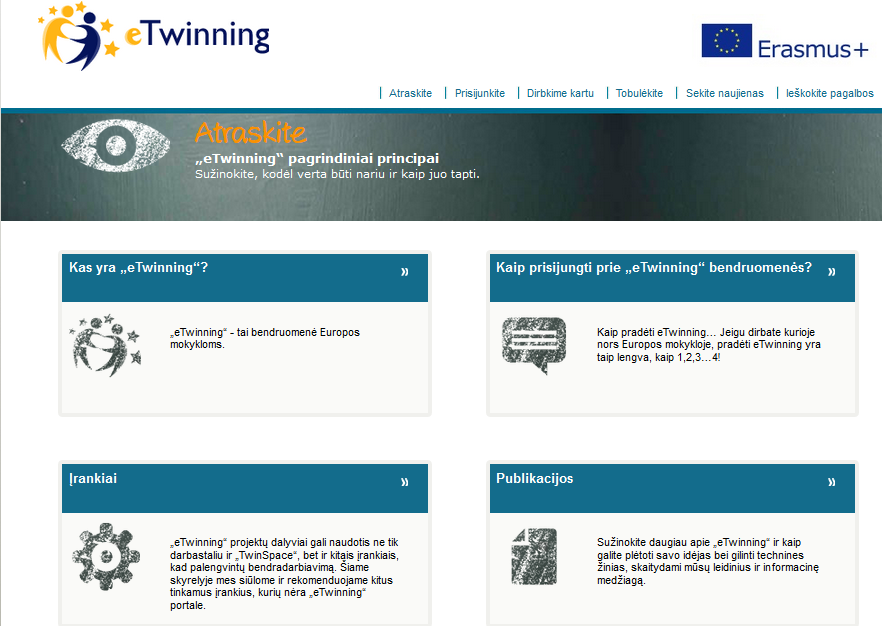 eTwinning
Erasmus+
Atraskite
Prisijunkite
Dirbkime kartu
Tobulėkite
Sekite naujienas
Ieškokite pagalbos
Atraskite
„eTwinning“ pagrindiniai principai
Sužinokite, kodėl verta būti nariu ir kaip juo tapti.
Kas yra „eTwinning“? »
„eTwinning“ - tai bendruomenė Europos
mokykloms.
Kaip prisijungti prie „eTwinning“ bendruomenės? »
Kaip pradėti eTwinning… Jeigu dirbate kurioje
nors Europos mokykloje, pradėti eTwinning yra
taip lengva, kaip 1,2,3…4!
Įrankiai »
„eTwinning“ projektų dalyviai gali naudotis ne tik
darbastaliu ir „TwinSpace“, bet ir kitais įrankiais,
kad palengvintų bendradarbiavimą. Šiame
skyrelyje mes siūlome ir rekomenduojame kitus
tinkamus įrankius, kurių nėra „eTwinning“
portale.
Publikacijos »
Sužinokite daugiau apie „eTwinning“ ir kaip
galite plėtoti savo idėjas bei gilinti technines
žinias, skaitydami mūsų leidinius ir informacinę
medžiagą.